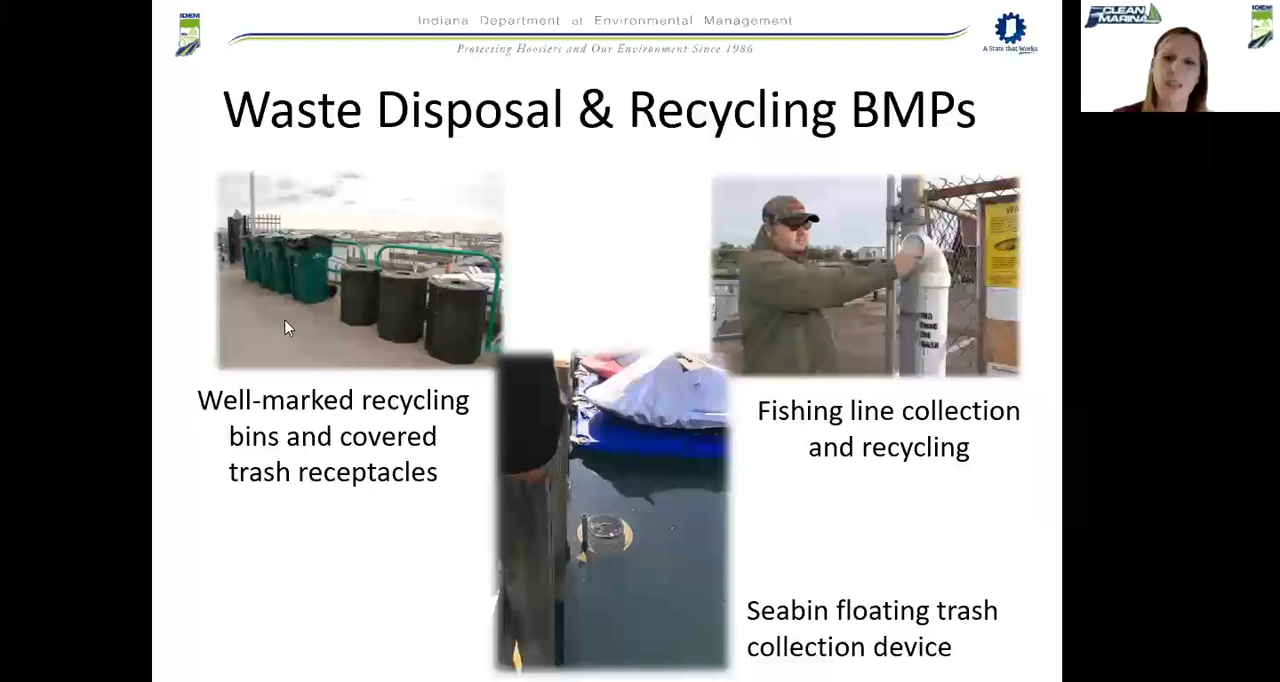 Indiana Department of Environmental Management
Protecting Hoosiers and Our Environment Since 1986
IDEM
A State that Works
CLEAN
MARINA
IDEM
Waste Disposal & Recycling BMPs
Well-marked recycling
bins and covered
trash receptacles
Fishing line collection
and recycling
Seabin floating trash
collection device